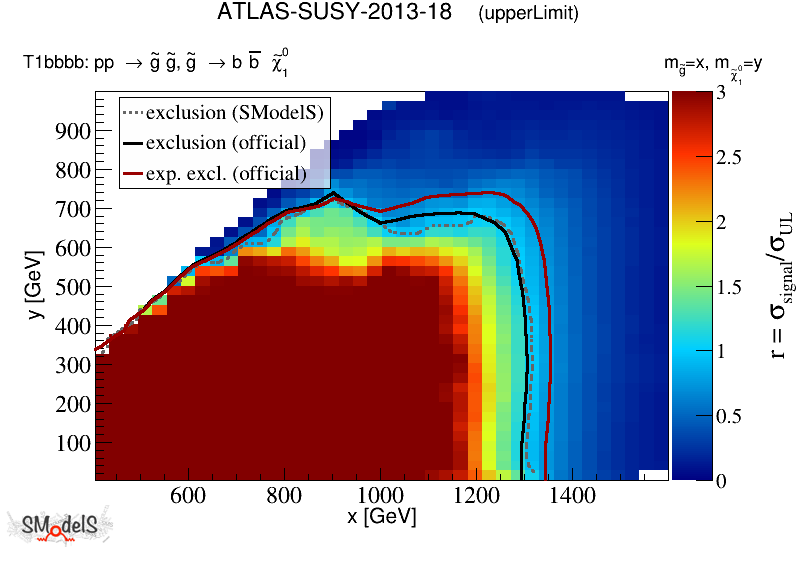 ATLAS-SUSY-2013-18 (upperLimit)
T1bbbb: pp → g̃ g̃, g̃ → b b̅ χ̃₁⁰
m_g̃=x, m_χ̃₁⁰=y
exclusion (SModelS)
exclusion (official)
exp. excl. (official)
900
800
700
600
500
400
300
200
100
y [GeV]
600 800 1000 1200 1400
x [GeV]
3
2.5
2
1.5
1
0.5
0
r = σ_signal/σ_UL
SModelS